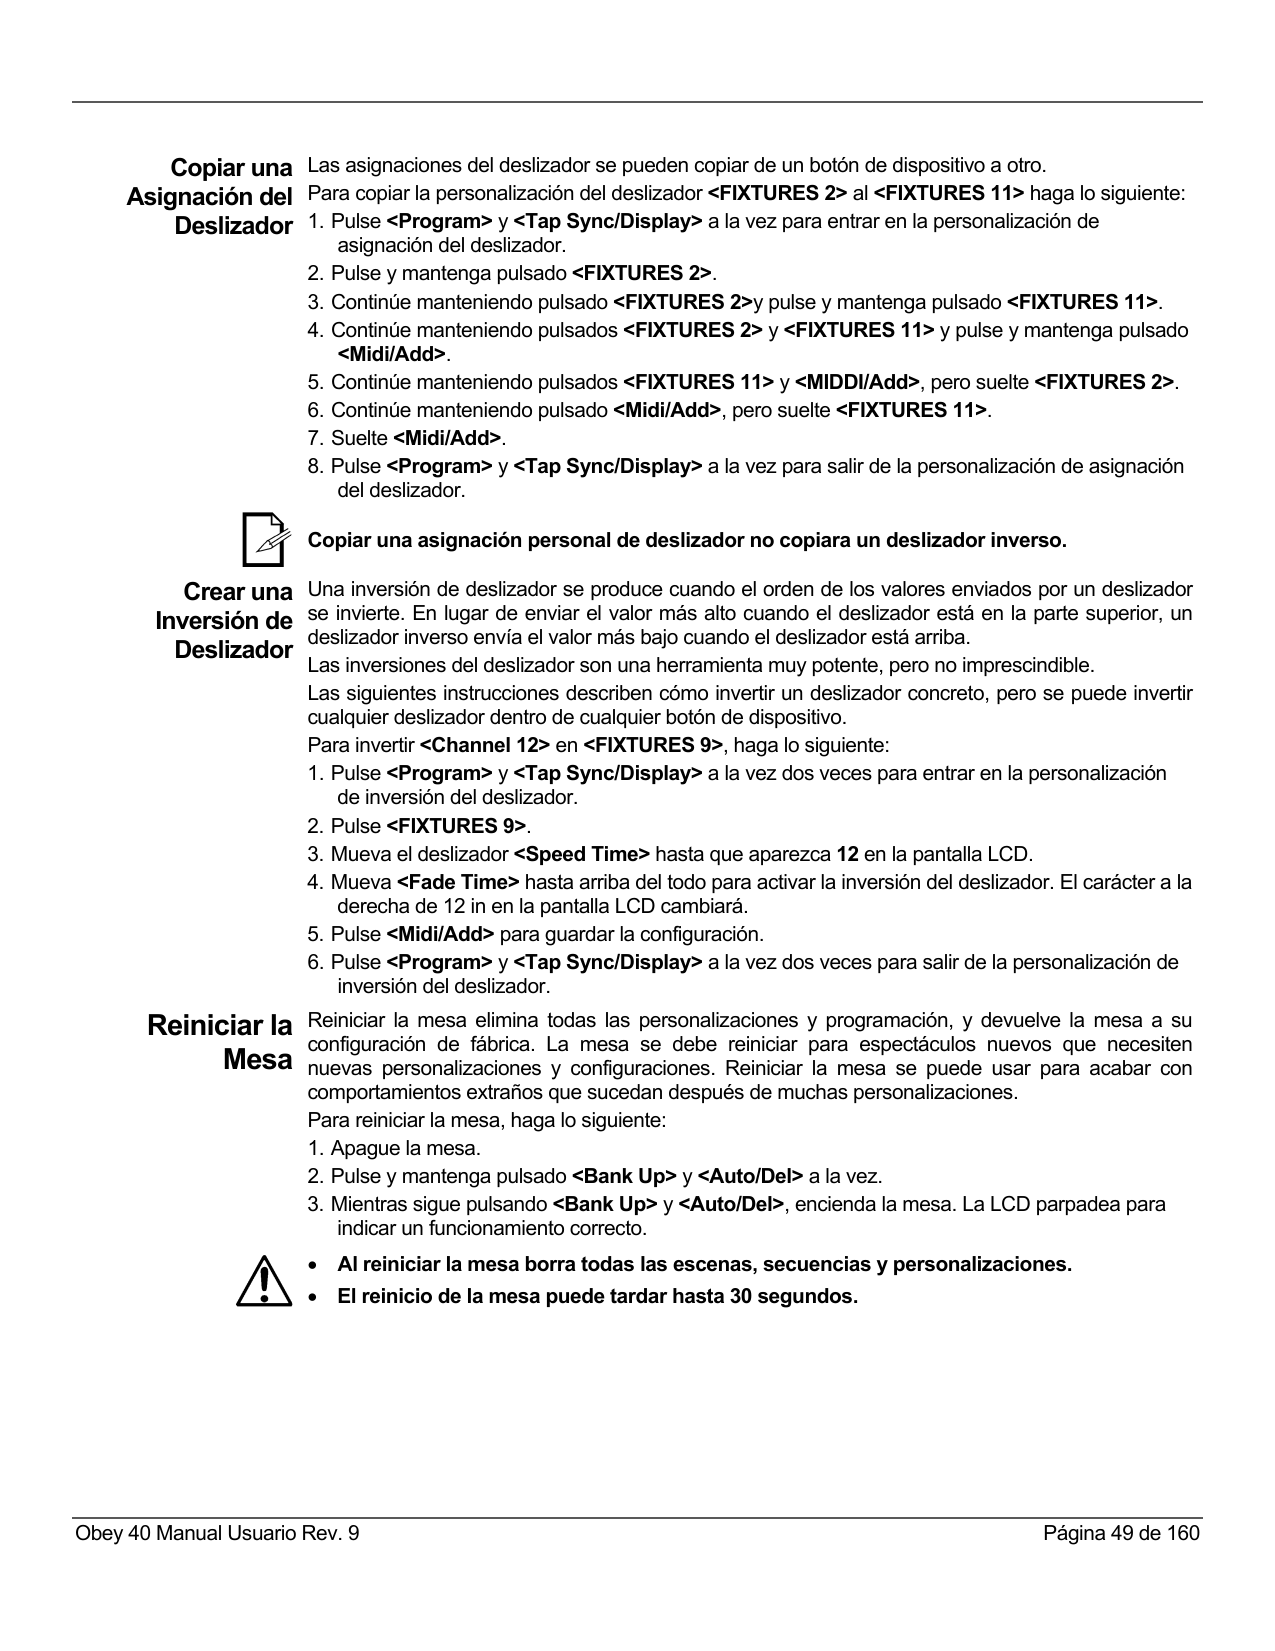 Copiar una
Asignación del
Deslizador
Las asignaciones del deslizador se pueden copiar de un botón de dispositivo a otro.
Para copiar la personalización del deslizador <FIXTURES 2> al <FIXTURES 11> haga lo siguiente:
1. Pulse <Program> y <Tap Sync/Display> a la vez para entrar en la personalización de
asignación del deslizador.
2. Pulse y mantenga pulsado <FIXTURES 2>.
3. Continúe manteniendo pulsado <FIXTURES 2>y pulse y mantenga pulsado <FIXTURES 11>.
4. Continúe manteniendo pulsados <FIXTURES 2> y <FIXTURES 11> y pulse y mantenga pulsado
<Midi/Add>.
5. Continúe manteniendo pulsados <FIXTURES 11> y <MIDDI/Add>, pero suelte <FIXTURES 2>.
6. Continúe manteniendo pulsado <Midi/Add>, pero suelte <FIXTURES 11>.
7. Suelte <Midi/Add>.
8. Pulse <Program> y <Tap Sync/Display> a la vez para salir de la personalización de asignación
del deslizador.
Copiar una asignación personal de deslizador no copiara un deslizador inverso.
Crear una
Inversión de
Deslizador
Una inversión de deslizador se produce cuando el orden de los valores enviados por un deslizador
se invierte. En lugar de enviar el valor más alto cuando el deslizador está en la parte superior, un
deslizador inverso envía el valor más bajo cuando el deslizador está arriba.
Las inversiones del deslizador son una herramienta muy potente, pero no imprescindible.
Las siguientes instrucciones describen cómo invertir un deslizador concreto, pero se puede invertir
cualquier deslizador dentro de cualquier botón de dispositivo.
Para invertir <Channel 12> en <FIXTURES 9>, haga lo siguiente:
1. Pulse <Program> y <Tap Sync/Display> a la vez dos veces para entrar en la personalización
de inversión del deslizador.
2. Pulse <FIXTURES 9>.
3. Mueva el deslizador <Speed Time> hasta que aparezca 12 en la pantalla LCD.
4. Mueva <Fade Time> hasta arriba del todo para activar la inversión del deslizador. El carácter a la
derecha de 12 in en la pantalla LCD cambiará.
5. Pulse <Midi/Add> para guardar la configuración.
6. Pulse <Program> y <Tap Sync/Display> a la vez dos veces para salir de la personalización de
inversión del deslizador.
Reiniciar la
Mesa
Reiniciar la mesa elimina todas las personalizaciones y programación, y devuelve la mesa a su
configuración de fábrica. La mesa se debe reiniciar para espectáculos nuevos que necesiten
nuevas personalizaciones y configuraciones. Reiniciar la mesa se puede usar para acabar con
comportamientos extraños que sucedan después de muchas personalizaciones.
Para reiniciar la mesa, haga lo siguiente:
1. Apague la mesa.
2. Pulse y mantenga pulsado <Bank Up> y <Auto/Del> a la vez.
3. Mientras sigue pulsando <Bank Up> y <Auto/Del>, encienda la mesa. La LCD parpadea para
indicar un funcionamiento correcto.
• Al reiniciar la mesa borra todas las escenas, secuencias y personalizaciones.
• El reinicio de la mesa puede tardar hasta 30 segundos.
Obey 40 Manual Usuario Rev. 9
Página 49 de 160